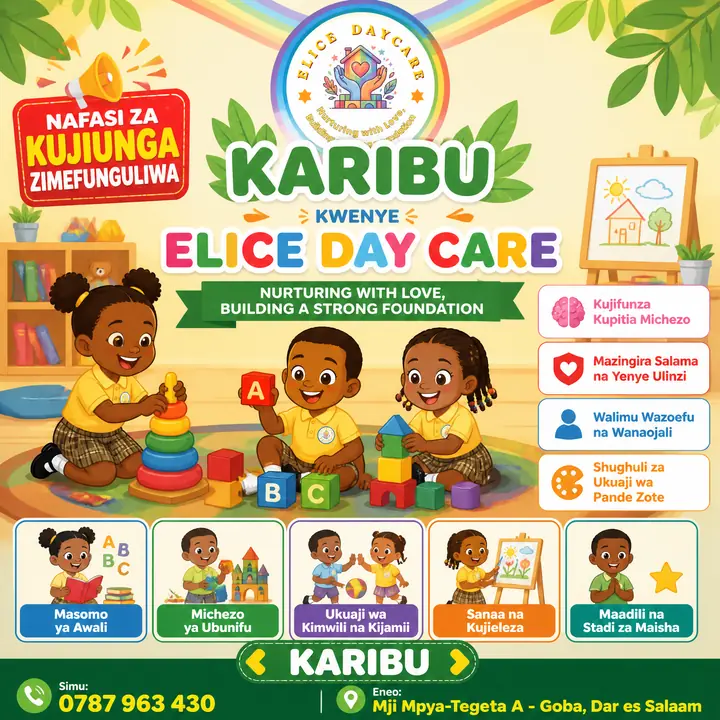 ELICE DAYCARE
Nurturing with Love,
NAFASI ZA
KUJIUNGA
ZIMEFUNGULIWA
KARIBU
KWENYE
ELICE DAY CARE
NURTURING WITH LOVE,
BUILDING A STRONG FOUNDATION
Kujifunza
Kupitia Michezo
Mazingira Salama
na Yenye Ulinzi
Walimu Wazoefu
na Wanaojali
Shughuli za
Ukuaji wa
Pande Zote
A
B
C
A
B
B
C
Masomo
ya Awali
Michezo
ya Ubunifu
Ukuaji wa
Kimwili na Kijamii
Sanaa na
Kujieleza
Maadili na
Stadi za Maisha
KARIBU
Simu:
0787 963 430
Eneo:
Mji Mpya-Tegeta A - Goba, Dar es Salaam